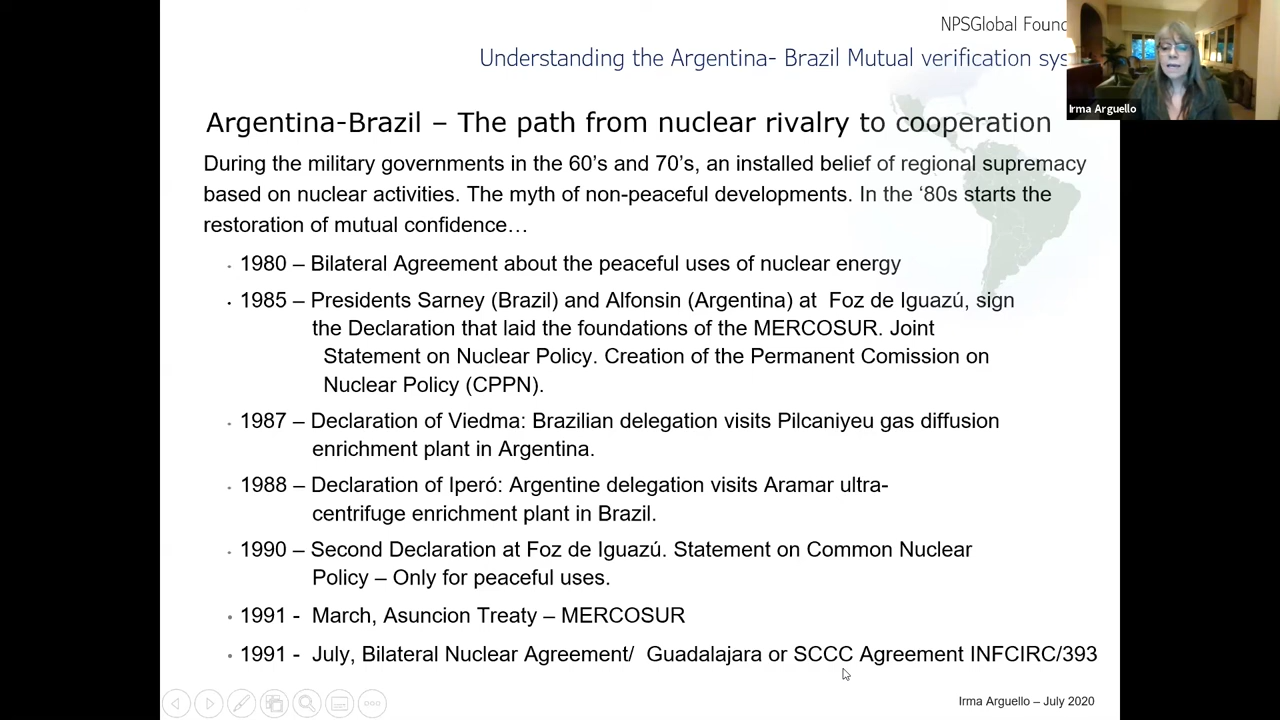 NPSGlobal Foun
Understanding the Argentina- Brazil Mutual verification sys
Irma Arguello
Argentina-Brazil – The path from nuclear rivalry to cooperation
During the military governments in the 60’s and 70’s, an installed belief of regional supremacy
based on nuclear activities. The myth of non-peaceful developments. In the ‘80s starts the
restoration of mutual confidence…
1980 – Bilateral Agreement about the peaceful uses of nuclear energy
1985 – Presidents Sarney (Brazil) and Alfonsin (Argentina) at Foz de Iguazú, sign
the Declaration that laid the foundations of the MERCOSUR. Joint
Statement on Nuclear Policy. Creation of the Permanent Comission on
Nuclear Policy (CPPN).
1987 – Declaration of Viedma: Brazilian delegation visits Pilcaniyeu gas diffusion
enrichment plant in Argentina.
1988 – Declaration of Iperó: Argentine delegation visits Aramar ultra-
centrifuge enrichment plant in Brazil.
1990 – Second Declaration at Foz de Iguazú. Statement on Common Nuclear
Policy – Only for peaceful uses.
1991 - March, Asuncion Treaty – MERCOSUR
1991 - July, Bilateral Nuclear Agreement/ Guadalajara or SCCC Agreement INFCIRC/393
Irma Arguello – July 2020